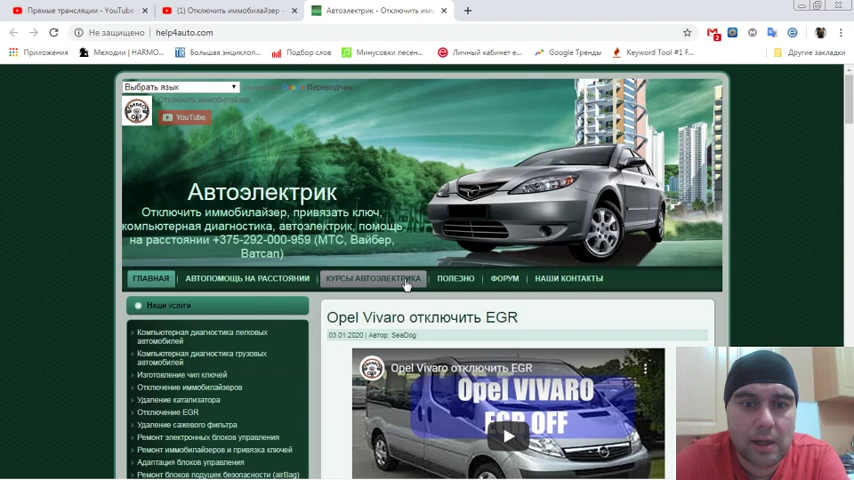 Прямые трансляции - YouTube
(1) Отключить иммобилайзер -
Автоэлектрик - Отключить имм
Не защищено
help4auto.com
Приложения
Мелодии | HARMO...
Большая энциклоп...
Подбор слов
Минусовки песен...
Личный кабинет e...
Google Тренды
Keyword Tool #1 F...
Другие закладки
Выбрать язык
Переводчик
Отключить иммобилайзер
YouTube
Автоэлектрик
Отключить иммобилайзер, привязать ключ,
компьютерная диагностика, автоэлектрик, помощь
на расстоянии +375-292-000-959 (МТС, Вайбер,
Ватсап)
ГЛАВНАЯ
АВТОПОМОЩЬ НА РАССТОЯНИИ
КУРСЫ АВТОЭЛЕКТРИКА
ПОЛЕЗНО
ФОРУМ
НАШИ КОНТАКТЫ
Наши услуги
Компьютерная диагностика легковых
автомобилей
Компьютерная диагностика грузовых
автомобилей
Изготовление чип ключей
Отключение иммобилайзеров
Удаление катализатора
Отключение EGR
Удаление сажевого фильтра
Ремонт электронных блоков управления
Ремонт иммобилайзеров и привязка ключей
Адаптация блоков управления
Ремонт блоков подушек безопасности (airBag)
Opel Vivaro отключить EGR
03.01.2020 | Автор: SeaDog
Opel Vivaro отключить EGR
Opel VIVARO
EGR OFF